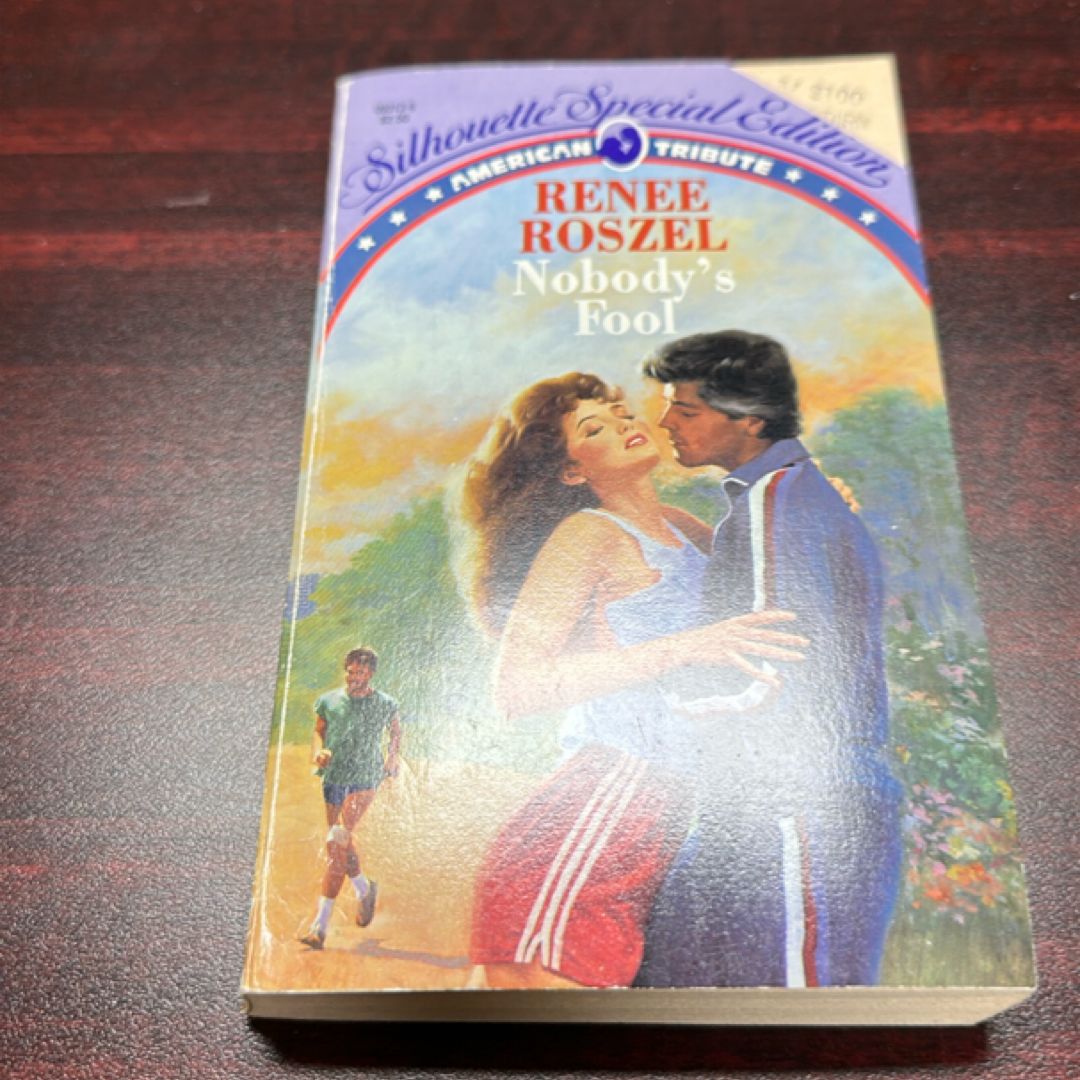 Silhouette Special Edition
AMERICAN TRIBUTE
RENEE
ROSZEL
Nobody's
Fool